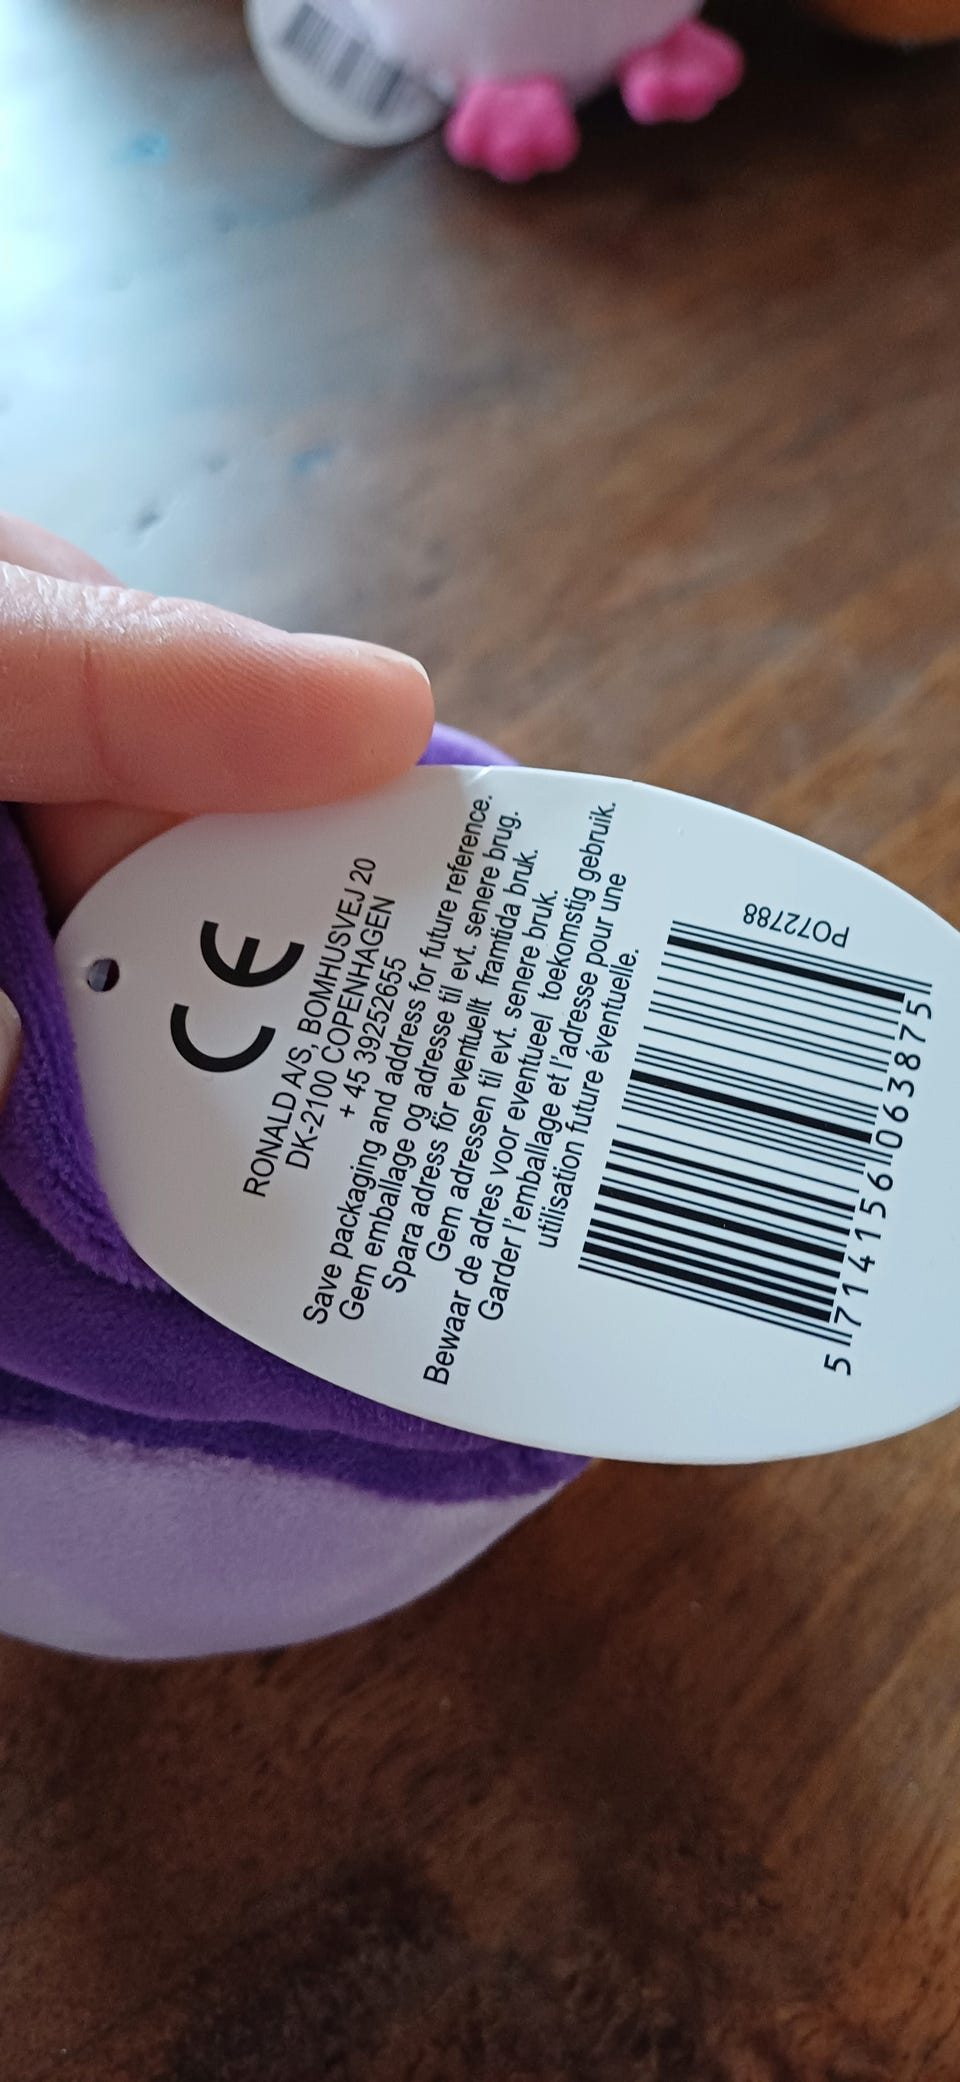 CE
RONALD A/S, BOMHUSVEJ 20
DK-2100 COPENHAGEN
+ 45 39252655
Save packaging and address for future reference.
Gem emballage og adresse til evt. senere brug.
Spara adress för eventuellt framtida bruk.
Gem adressen til evt. senere bruk.
Bewaar de adres voor eventueel toekomstig gebruik.
Garder l'emballage et l'adresse pour une
utilisation future éventuelle.
5 714156 063875
PO72788